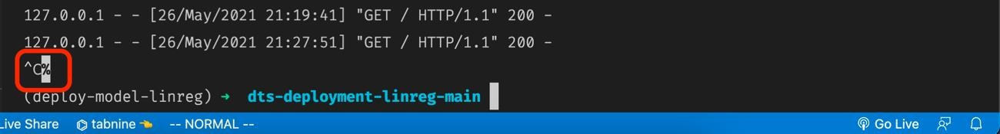 127.0.0.1 - - [26/May/2021 21:19:41] "GET / HTTP/1.1" 200 -
127.0.0.1 - - [26/May/2021 21:27:51] "GET / HTTP/1.1" 200 -
^C%
(deploy-model-linreg) → dts-deployment-linreg-main
Live Share tabnine 👈 -- NORMAL -- Go Live